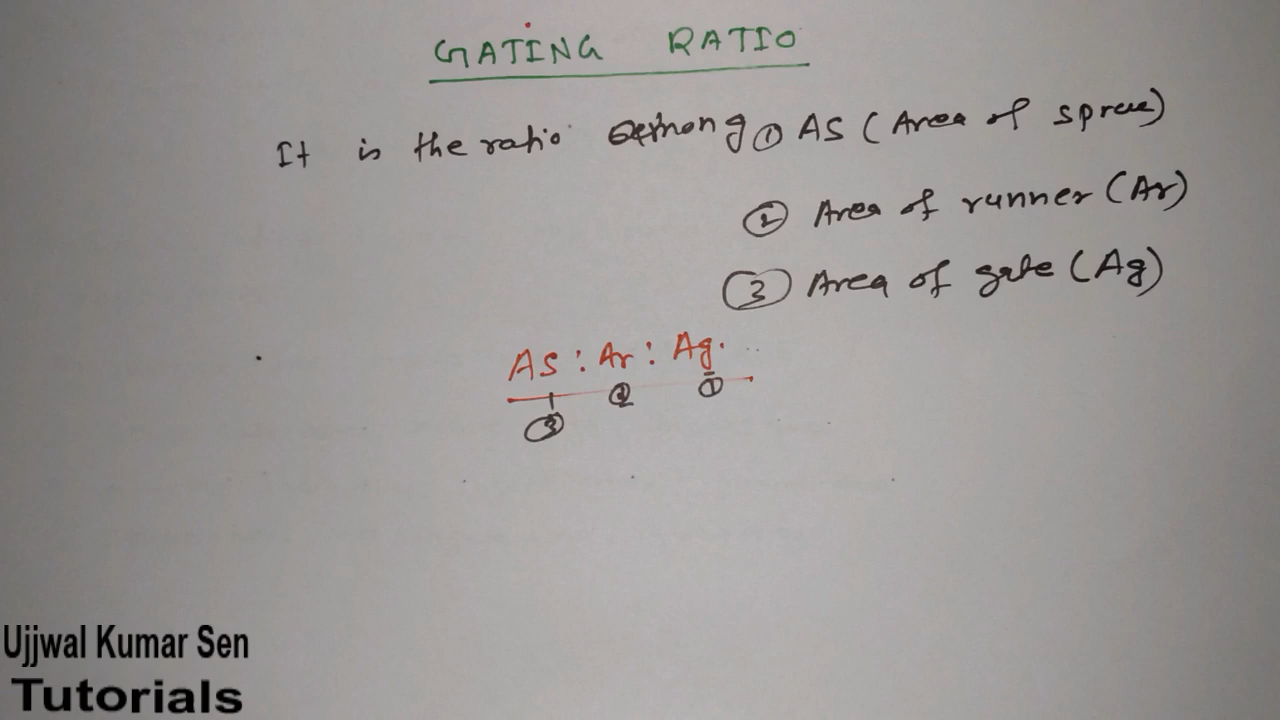 GATING RATIO
It is the ratio among ① AS (Area of sprue)
② Area of runner (Ar)
③ Area of gate (Ag)
AS : Ar : Ag.
③ ② ①
Ujjwal Kumar Sen
Tutorials